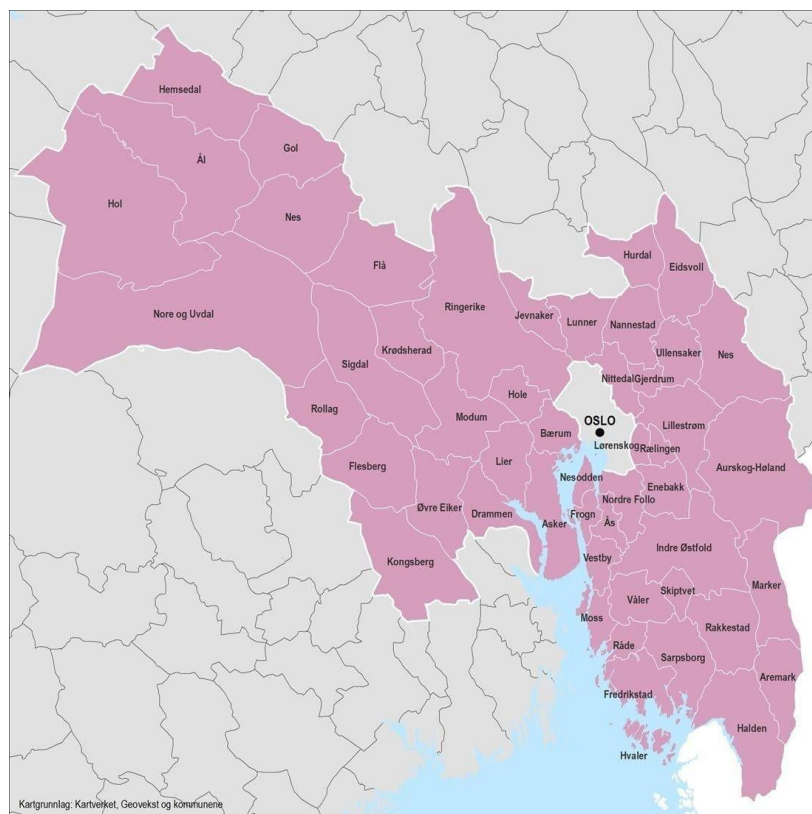 Hemsedal
Ål
Gol
Hol
Nes
Flå
Hurdal
Eidsvoll
Nore og Uvdal
Ringerike
Jevnaker
Lunner
Nannestad
Krødsherad
Ullensaker
Nes
Sigdal
Nittedal
Gjerdrum
Hole
Rollag
Modum
OSLO
Lillestrøm
Bærum
Lørenskog
Rælingen
Flesberg
Lier
Aurskog-Høland
Nesodden
Enebakk
Øvre Eiker
Drammen
Nordre Follo
Frogn
Asker
Ås
Indre Østfold
Kongsberg
Vestby
Marker
Skiptvet
Våler
Moss
Rakkestad
Råde
Sarpsborg
Aremark
Fredrikstad
Halden
Hvaler
Kartgrunnlag: Kartverket, Geovekst og kommunene